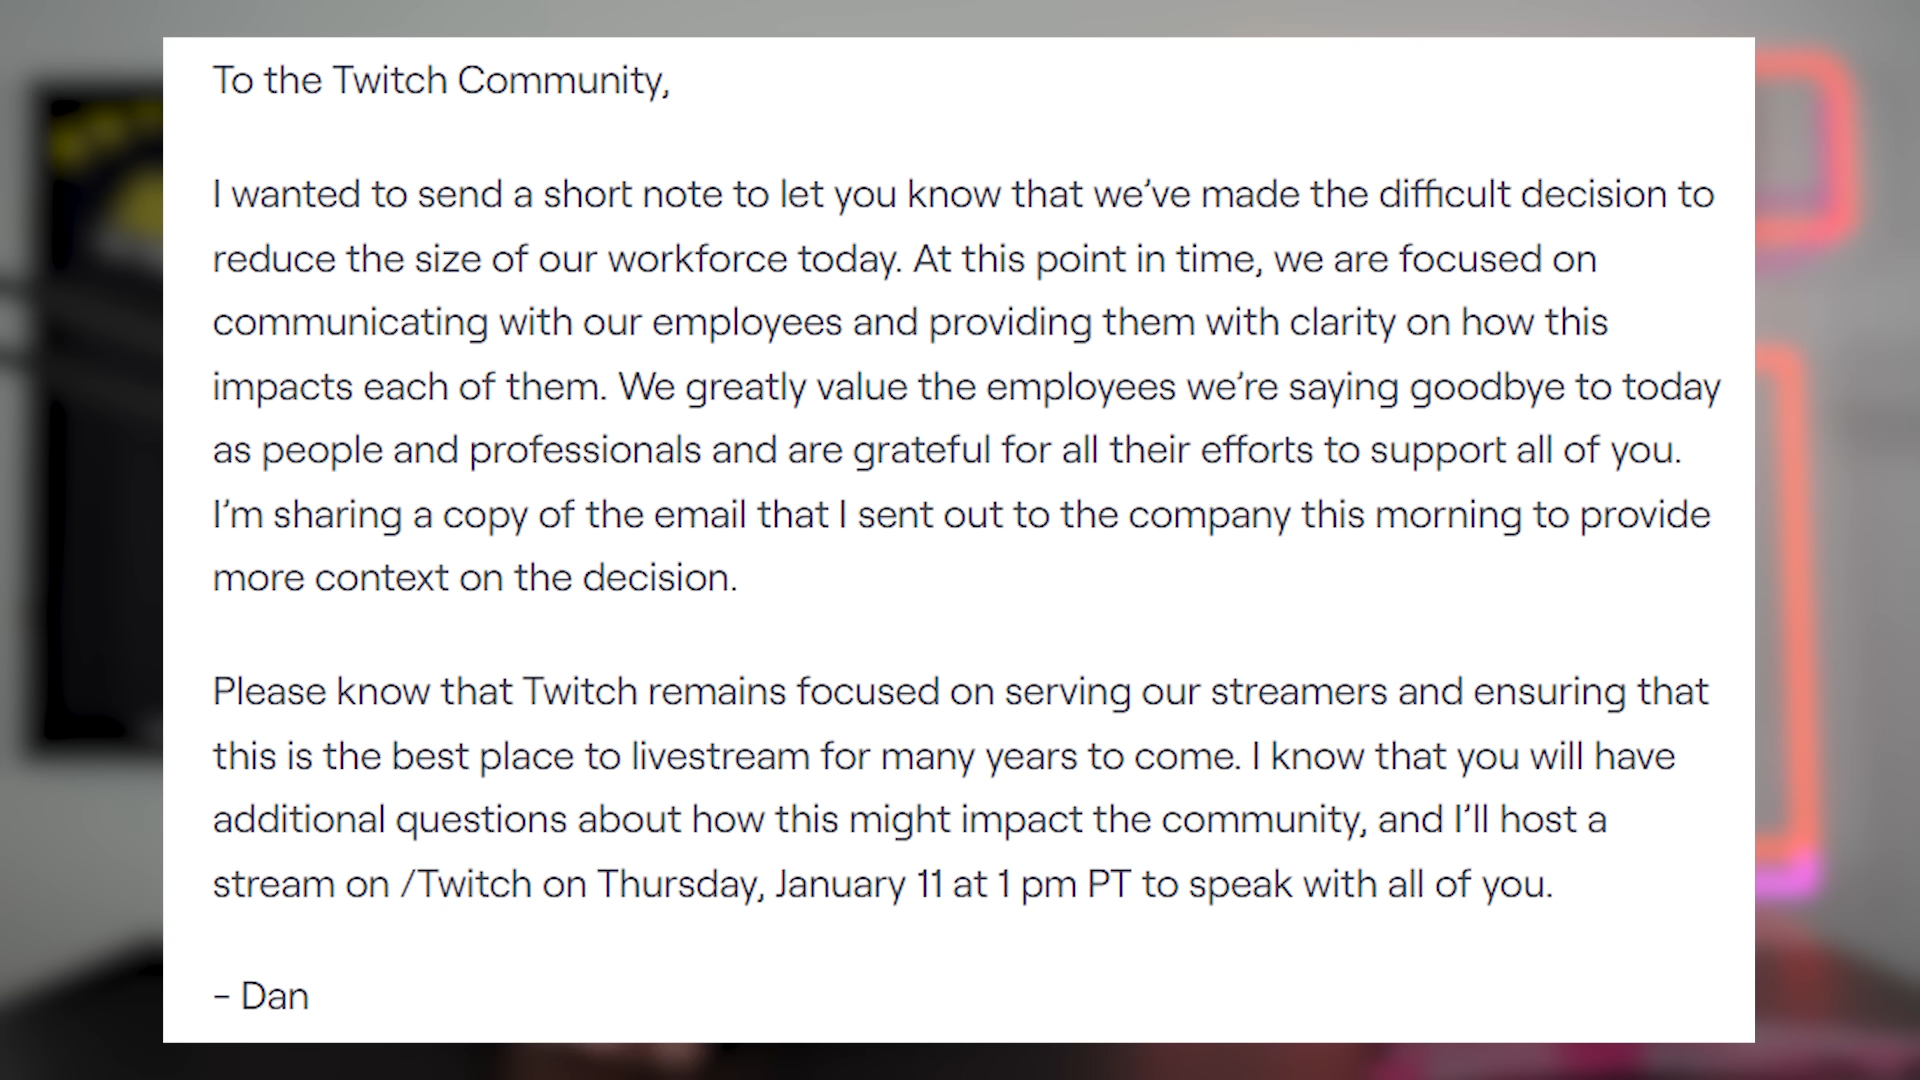 To the Twitch Community,
I wanted to send a short note to let you know that we’ve made the difficult decision to
reduce the size of our workforce today. At this point in time, we are focused on
communicating with our employees and providing them with clarity on how this
impacts each of them. We greatly value the employees we’re saying goodbye to today
as people and professionals and are grateful for all their efforts to support all of you.
I’m sharing a copy of the email that I sent out to the company this morning to provide
more context on the decision.
Please know that Twitch remains focused on serving our streamers and ensuring that
this is the best place to livestream for many years to come. I know that you will have
additional questions about how this might impact the community, and I’ll host a
stream on /Twitch on Thursday, January 11 at 1 pm PT to speak with all of you.
– Dan